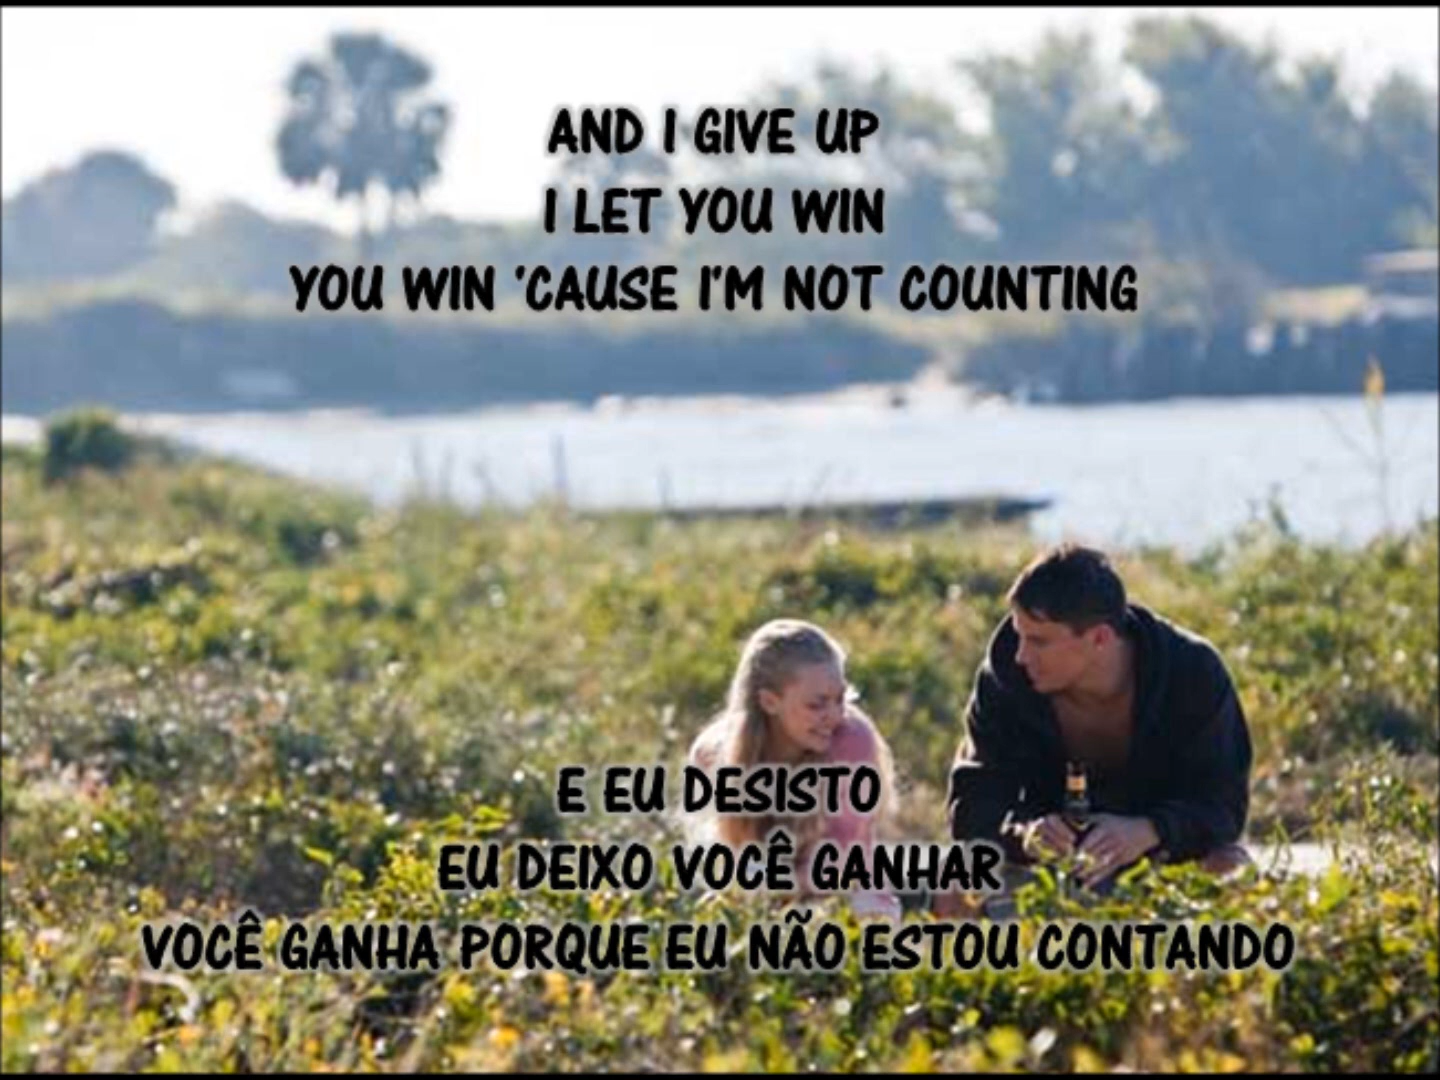 AND I GIVE UP
I LET YOU WIN
YOU WIN 'CAUSE I'M NOT COUNTING
E EU DESISTO
EU DEIXO VOCÊ GANHAR
VOCÊ GANHA PORQUE EU NÃO ESTOU CONTANDO